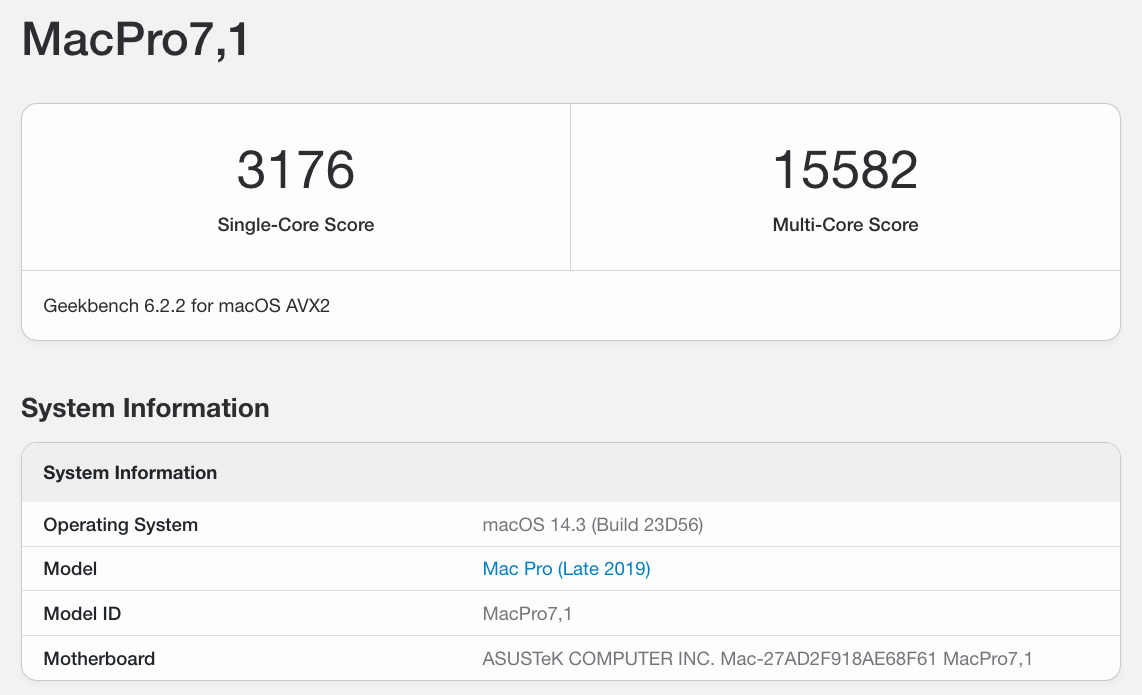 MacPro7,1
3176
Single-Core Score
15582
Multi-Core Score
Geekbench 6.2.2 for macOS AVX2
System Information
System Information
Operating System macOS 14.3 (Build 23D56)
Model Mac Pro (Late 2019)
Model ID MacPro7,1
Motherboard ASUSTeK COMPUTER INC. Mac-27AD2F918AE68F61 MacPro7,1